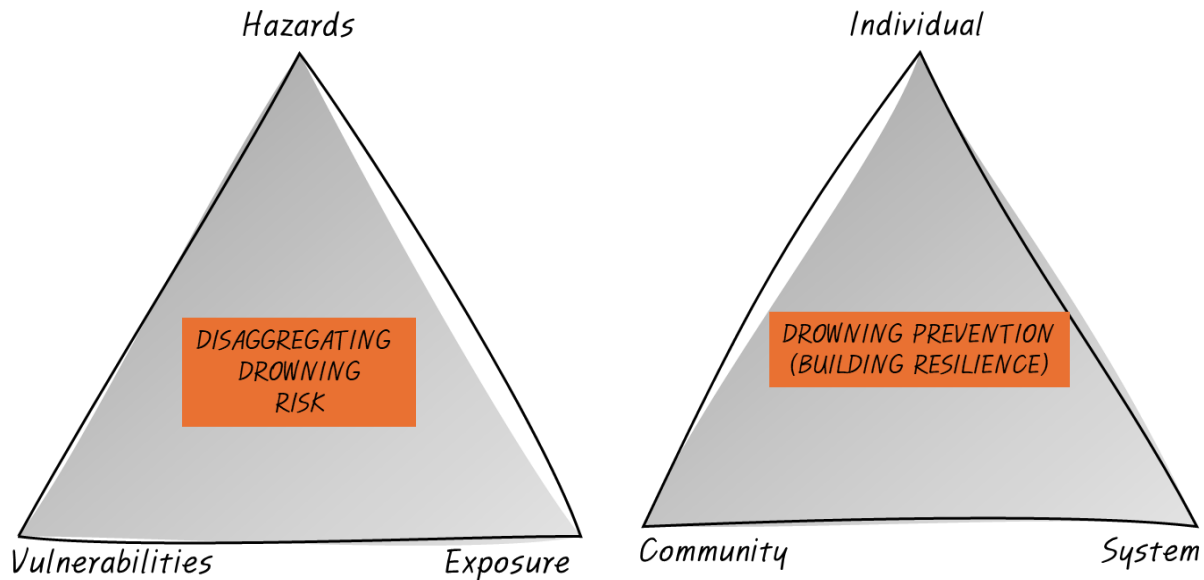 Hazards
DISAGGREGATING
DROWNING
RISK
Vulnerabilities
Exposure
Individual
DROWNING PREVENTION
(BUILDING RESILIENCE)
Community
System